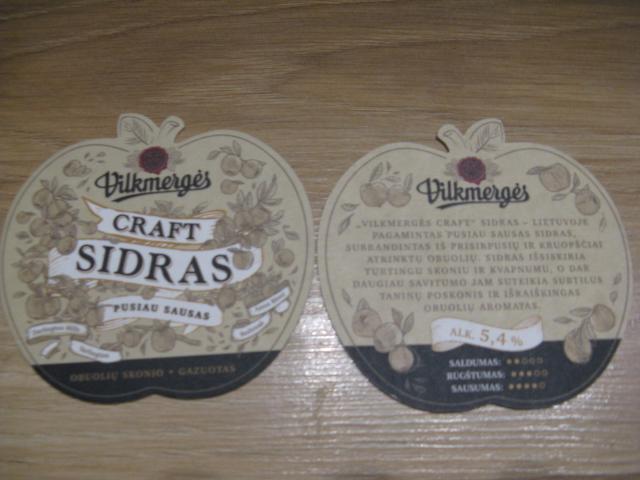 Vilkmergės
CRAFT
SIDRAS
PUSIAU SAUSAS
OBUOLIŲ SKONIO • GAZUOTAS
Vilkmergės
„VILKMERGĖS CRAFT“ SIDRAS – LIETUVOJE
PAGAMINTAS PUSIAU SAUSAS SIDRAS,
SUBRANDINTAS IŠ PRISIRPUSIŲ IR KRUOPŠČIAI
ATRINKTŲ OBUOLIŲ. SIDRAS IŠSISKIRIA
TURTINGU SKONIU IR KVAPNUMU, O DAR
DAUGIAU SAVITUMO JAM SUTEIKIA SUBTILUS
TANINŲ POSKONIS IR IŠRAIŠKINGAS
OBUOLIŲ AROMATAS.
ALK. 5,4 %
SALDUMAS:
RŪGŠTUMAS:
SAUSUMAS: